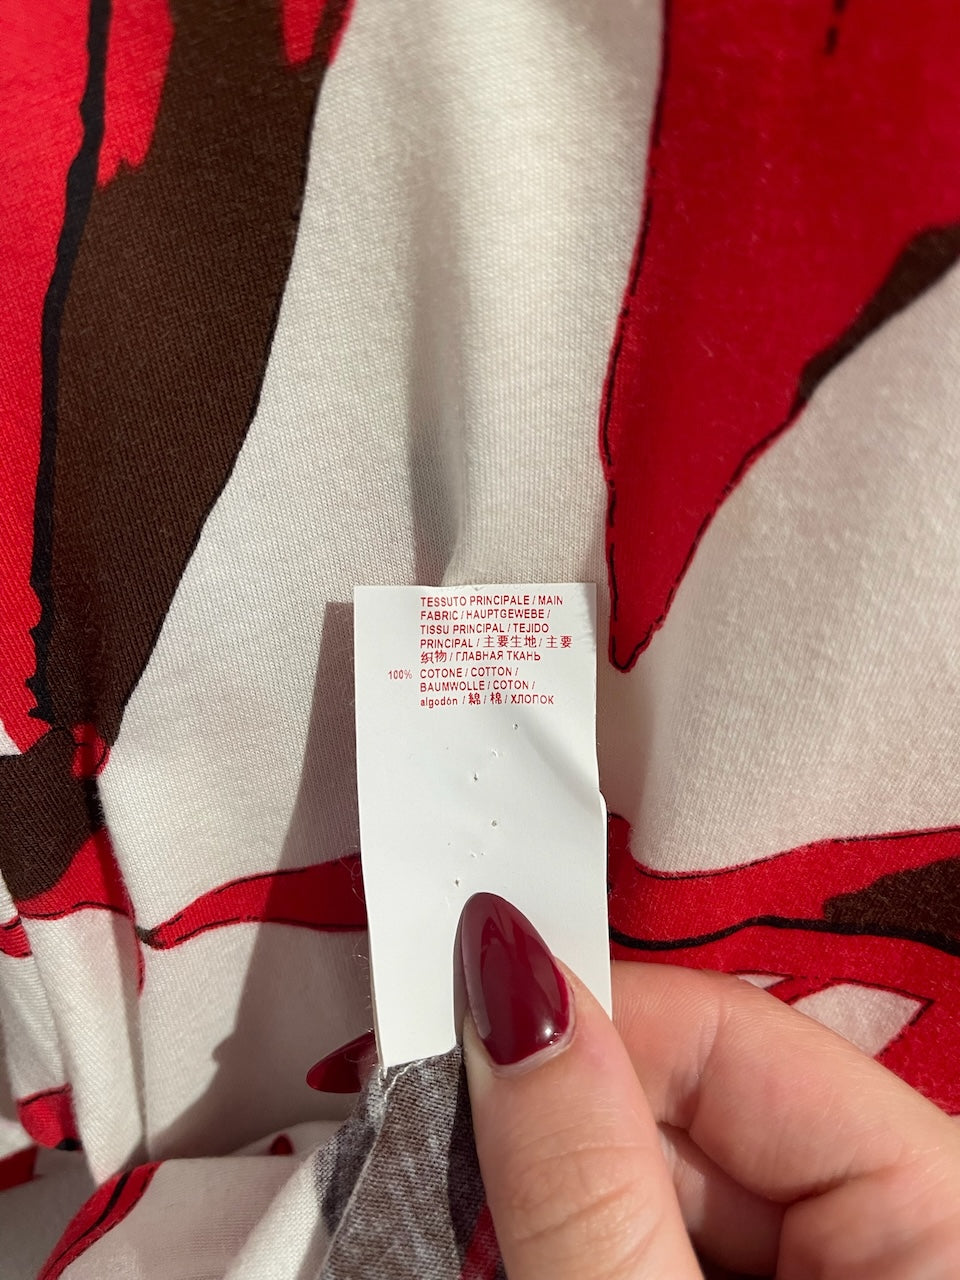 TESSUTO PRINCIPALE / MAIN
FABRIC / HAUPTGEWEBE /
TISSU PRINCIPAL / TEJIDO
PRINCIPAL / 主要生地 / 主要
织物 / ГЛАВНАЯ ТКАНЬ
100% COTONE / COTTON /
BAUMWOLLE / COTON /
algodón / 綿 / 棉 / ХЛОПОК